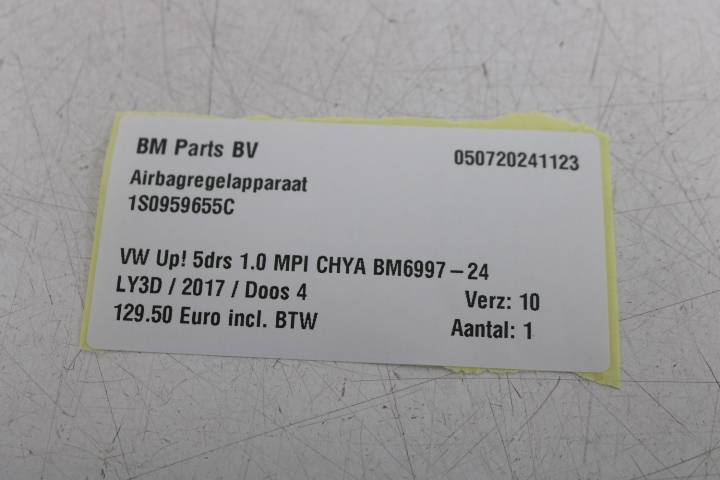 BM Parts BV 050720241123
Airbagregelapparaat
1S0959655C
VW Up! 5drs 1.0 MPI CHYA BM6997-24
LY3D / 2017 / Doos 4 Verz: 10
129.50 Euro incl. BTW Aantal: 1